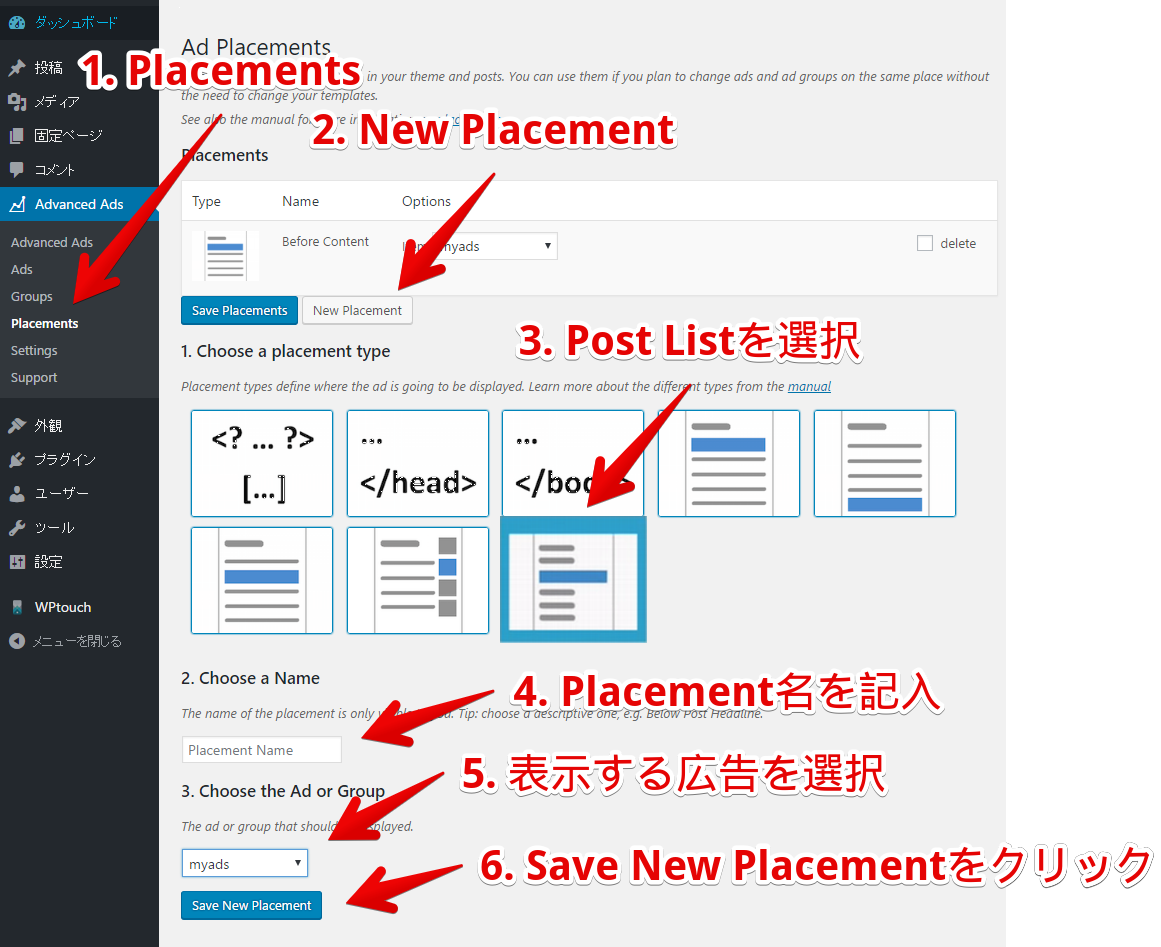 ダッシュボード
投稿
メディア
固定ページ
コメント
Advanced Ads
Advanced Ads
Ads
Groups
Placements
Settings
Support
外観
プラグイン
ユーザー
ツール
設定
WPtouch
メニューを閉じる
Ad Placements
1. Placements
in your theme and posts. You can use them if you plan to change ads and ad groups on the same place without
the need to change your templates.
See also the manual for
2. New Placement
Placements
Type Name Options
Before Content
myads
delete
Save Placements
New Placement
3. Post Listを選択
1. Choose a placement type
Placement types define where the ad is going to be displayed. Learn more about the different types from the manual
<? ... ?>
[...]
...
</head>
...
</body>
2. Choose a Name
4. Placement名を記入
The name of the placement is only visible to you. Tip: choose a descriptive one, e.g. Below Post Headline.
Placement Name
5. 表示する広告を選択
3. Choose the Ad or Group
The ad or group that should be displayed.
myads
6. Save New Placementをクリック
Save New Placement